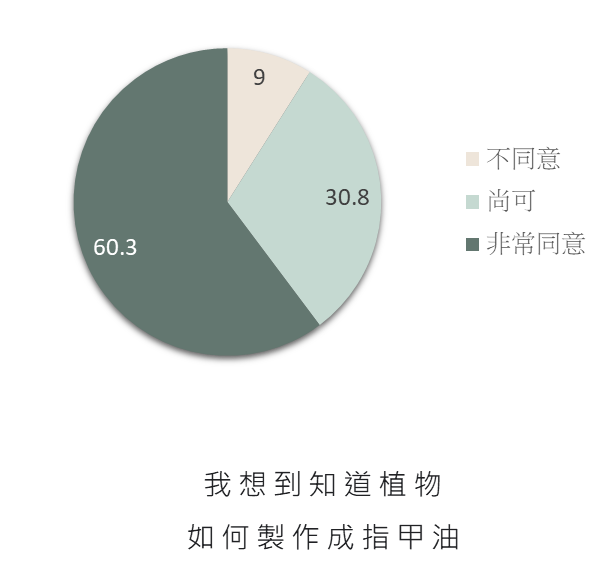 9
30.8
60.3
不同意
尚可
非常同意
我想到知道植物
如何製作成指甲油